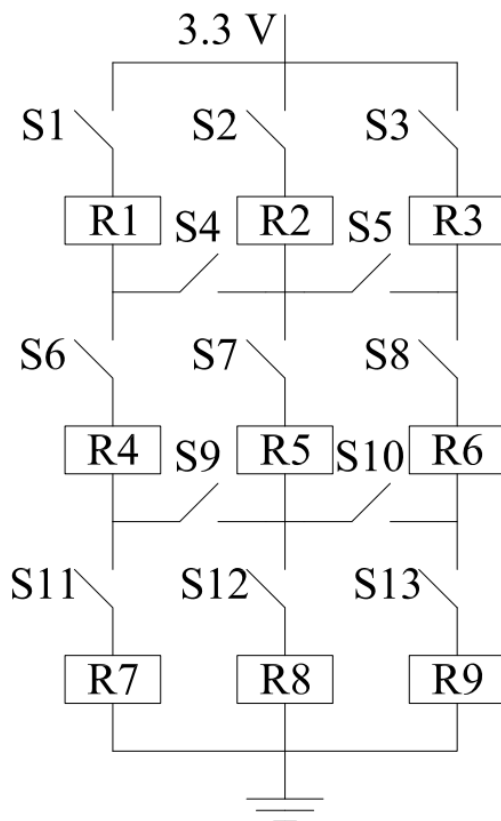 3.3 V
S1 S2 S3
R1 S4 R2 S5 R3
S6 S7 S8
R4 S9 R5 S10 R6
S11 S12 S13
R7 R8 R9